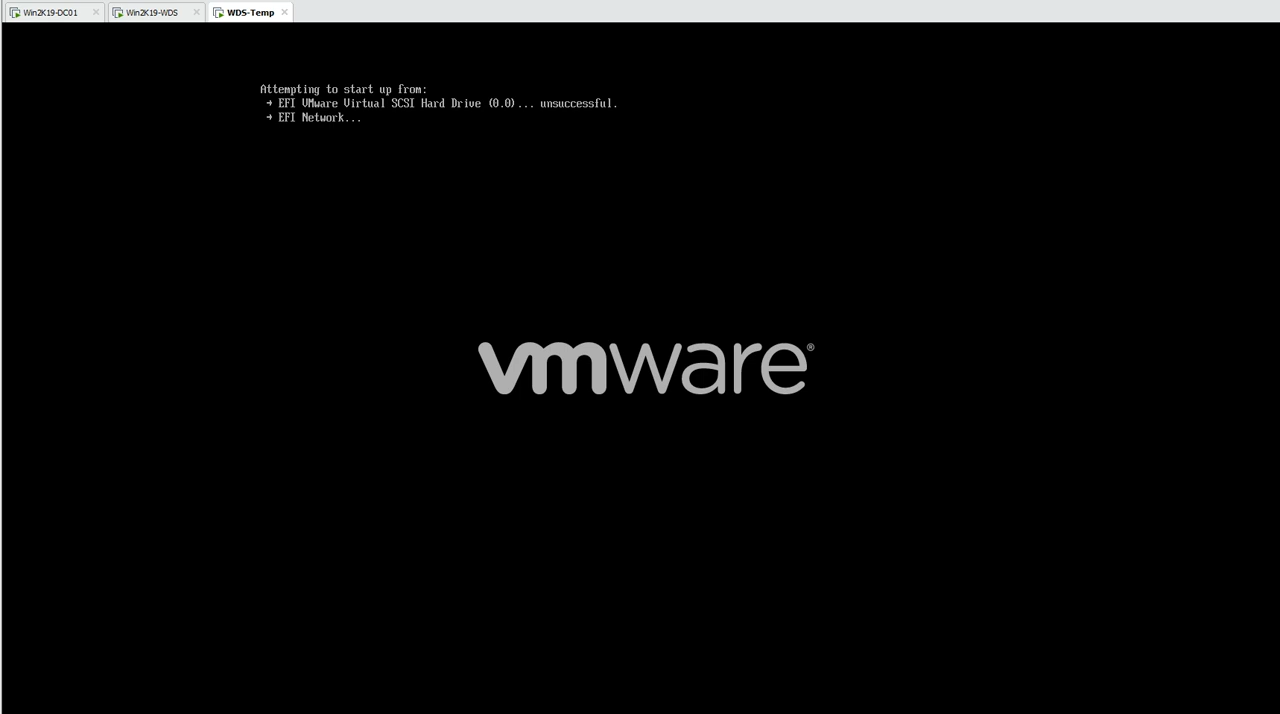 Win2K19-DC01 Win2K19-WDS WDS-Temp
Attempting to start up from:
→ EFI VMware Virtual SCSI Hard Drive (0.0)... unsuccessful.
→ EFI Network...
vmware®